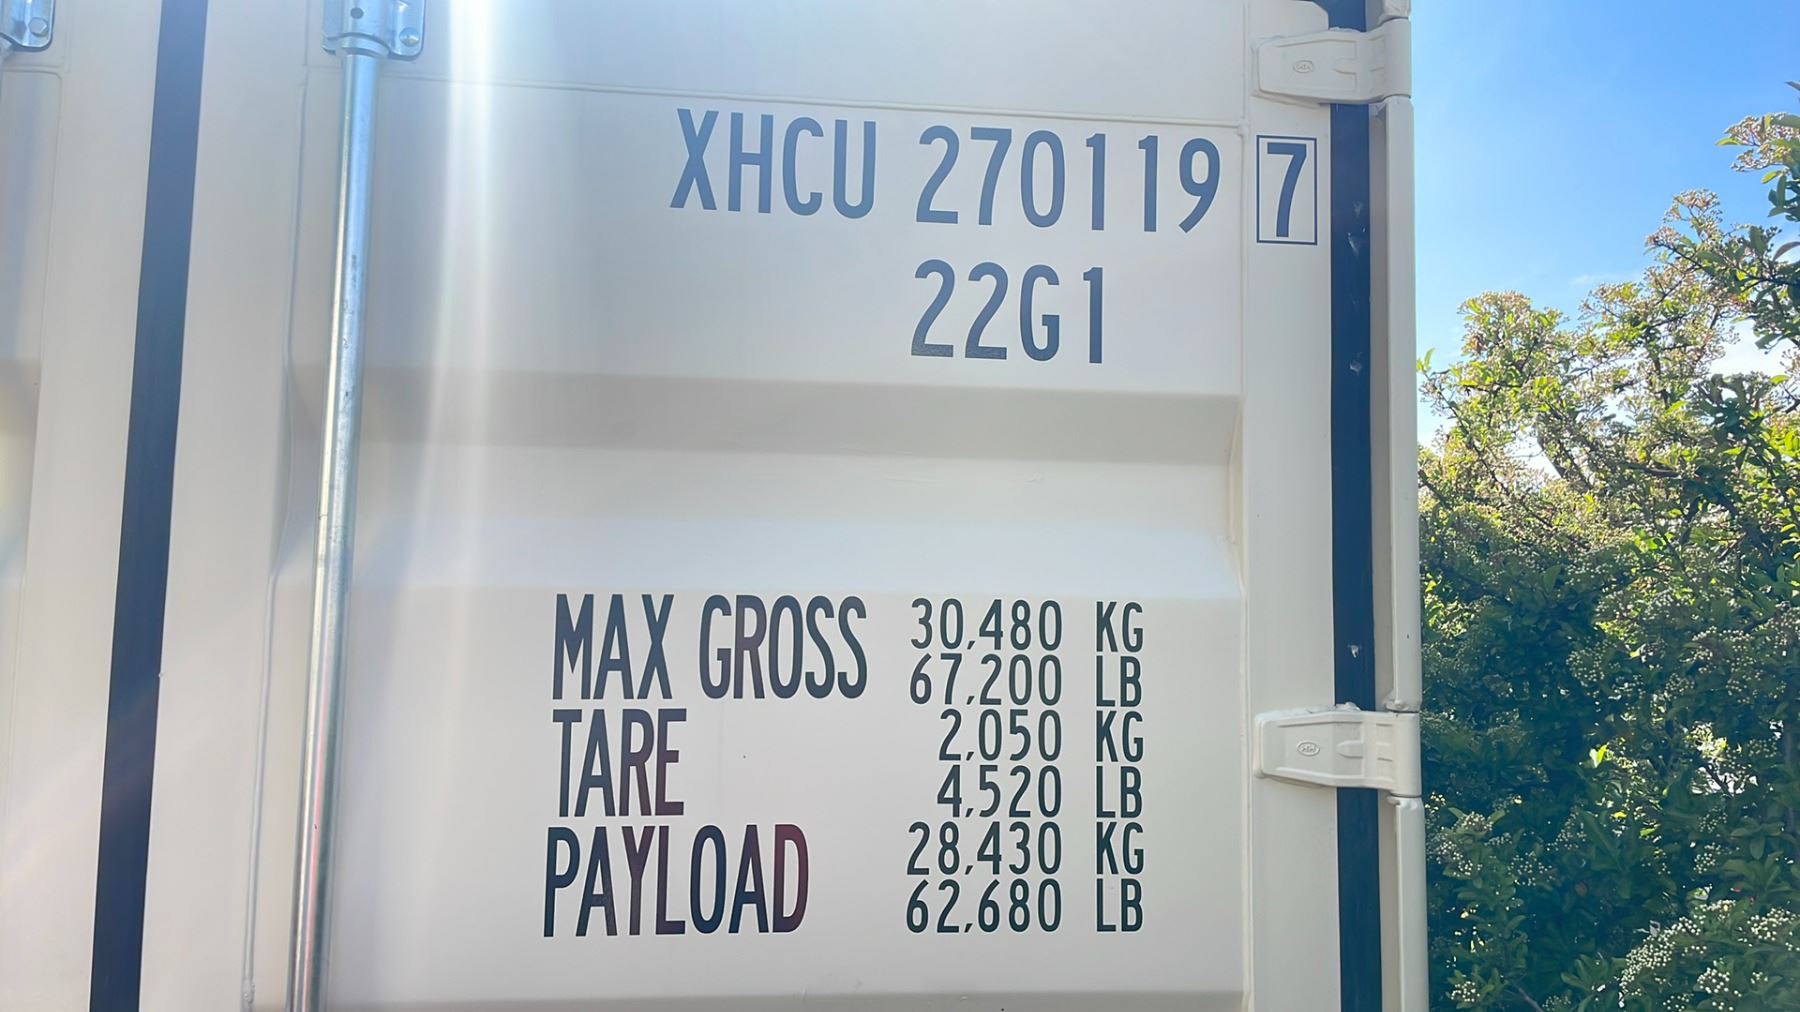 XHCU 270119 7
22G1
MAX GROSS 30,480 KG
67,200 LB
TARE 2,050 KG
4,520 LB
PAYLOAD 28,430 KG
62,680 LB